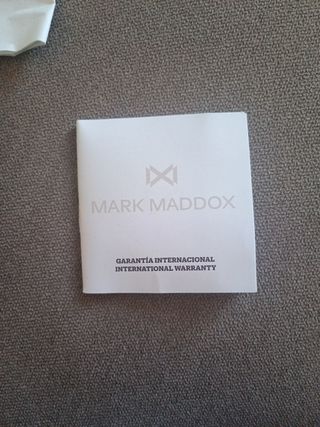 MARK MADDOX
GARANTÍA INTERNACIONAL
INTERNATIONAL WARRANTY